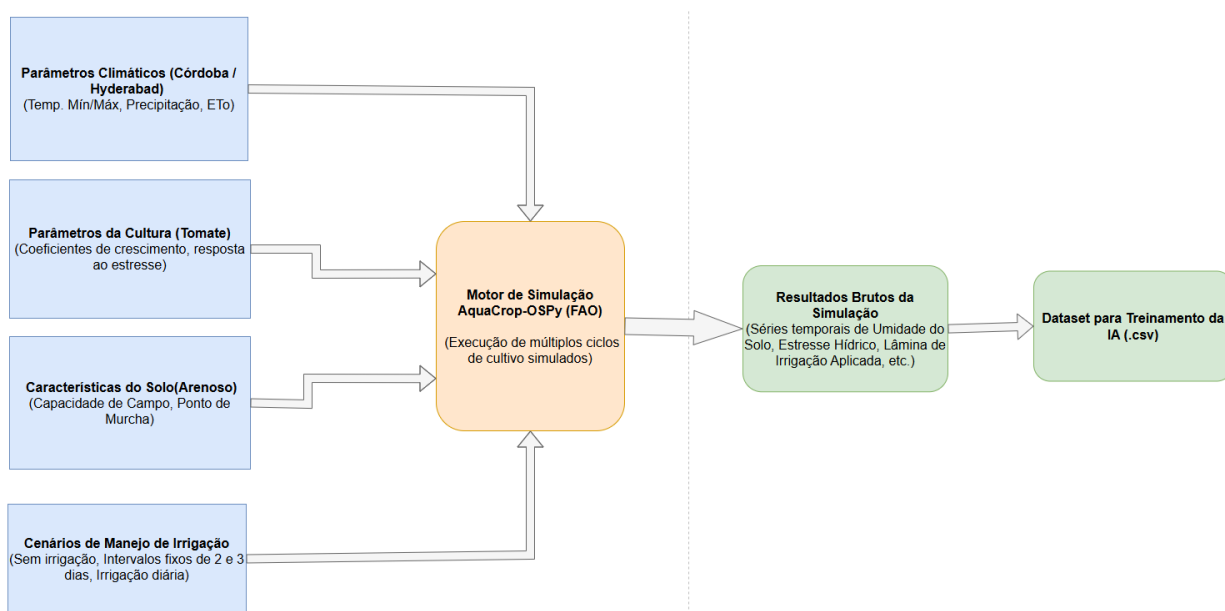 Parâmetros Climáticos (Córdoba /
Hyderabad)
(Temp. Mín/Máx, Precipitação, ETo)
Parâmetros da Cultura (Tomate)
(Coeficientes de crescimento, resposta
ao estresse)
Características do Solo(Arenoso)
(Capacidade de Campo, Ponto de
Murcha)
Cenários de Manejo de Irrigação
(Sem irrigação, Intervalos fixos de 2 e 3
dias, Irrigação diária)
Motor de Simulação
AquaCrop-OSPy (FAO)
(Execução de múltiplos ciclos
de cultivo simulados)
Resultados Brutos da
Simulação
(Séries temporais de Umidade do
Solo, Estresse Hídrico, Lâmina de
Irrigação Aplicada, etc.)
Dataset para Treinamento da
IA (.csv)